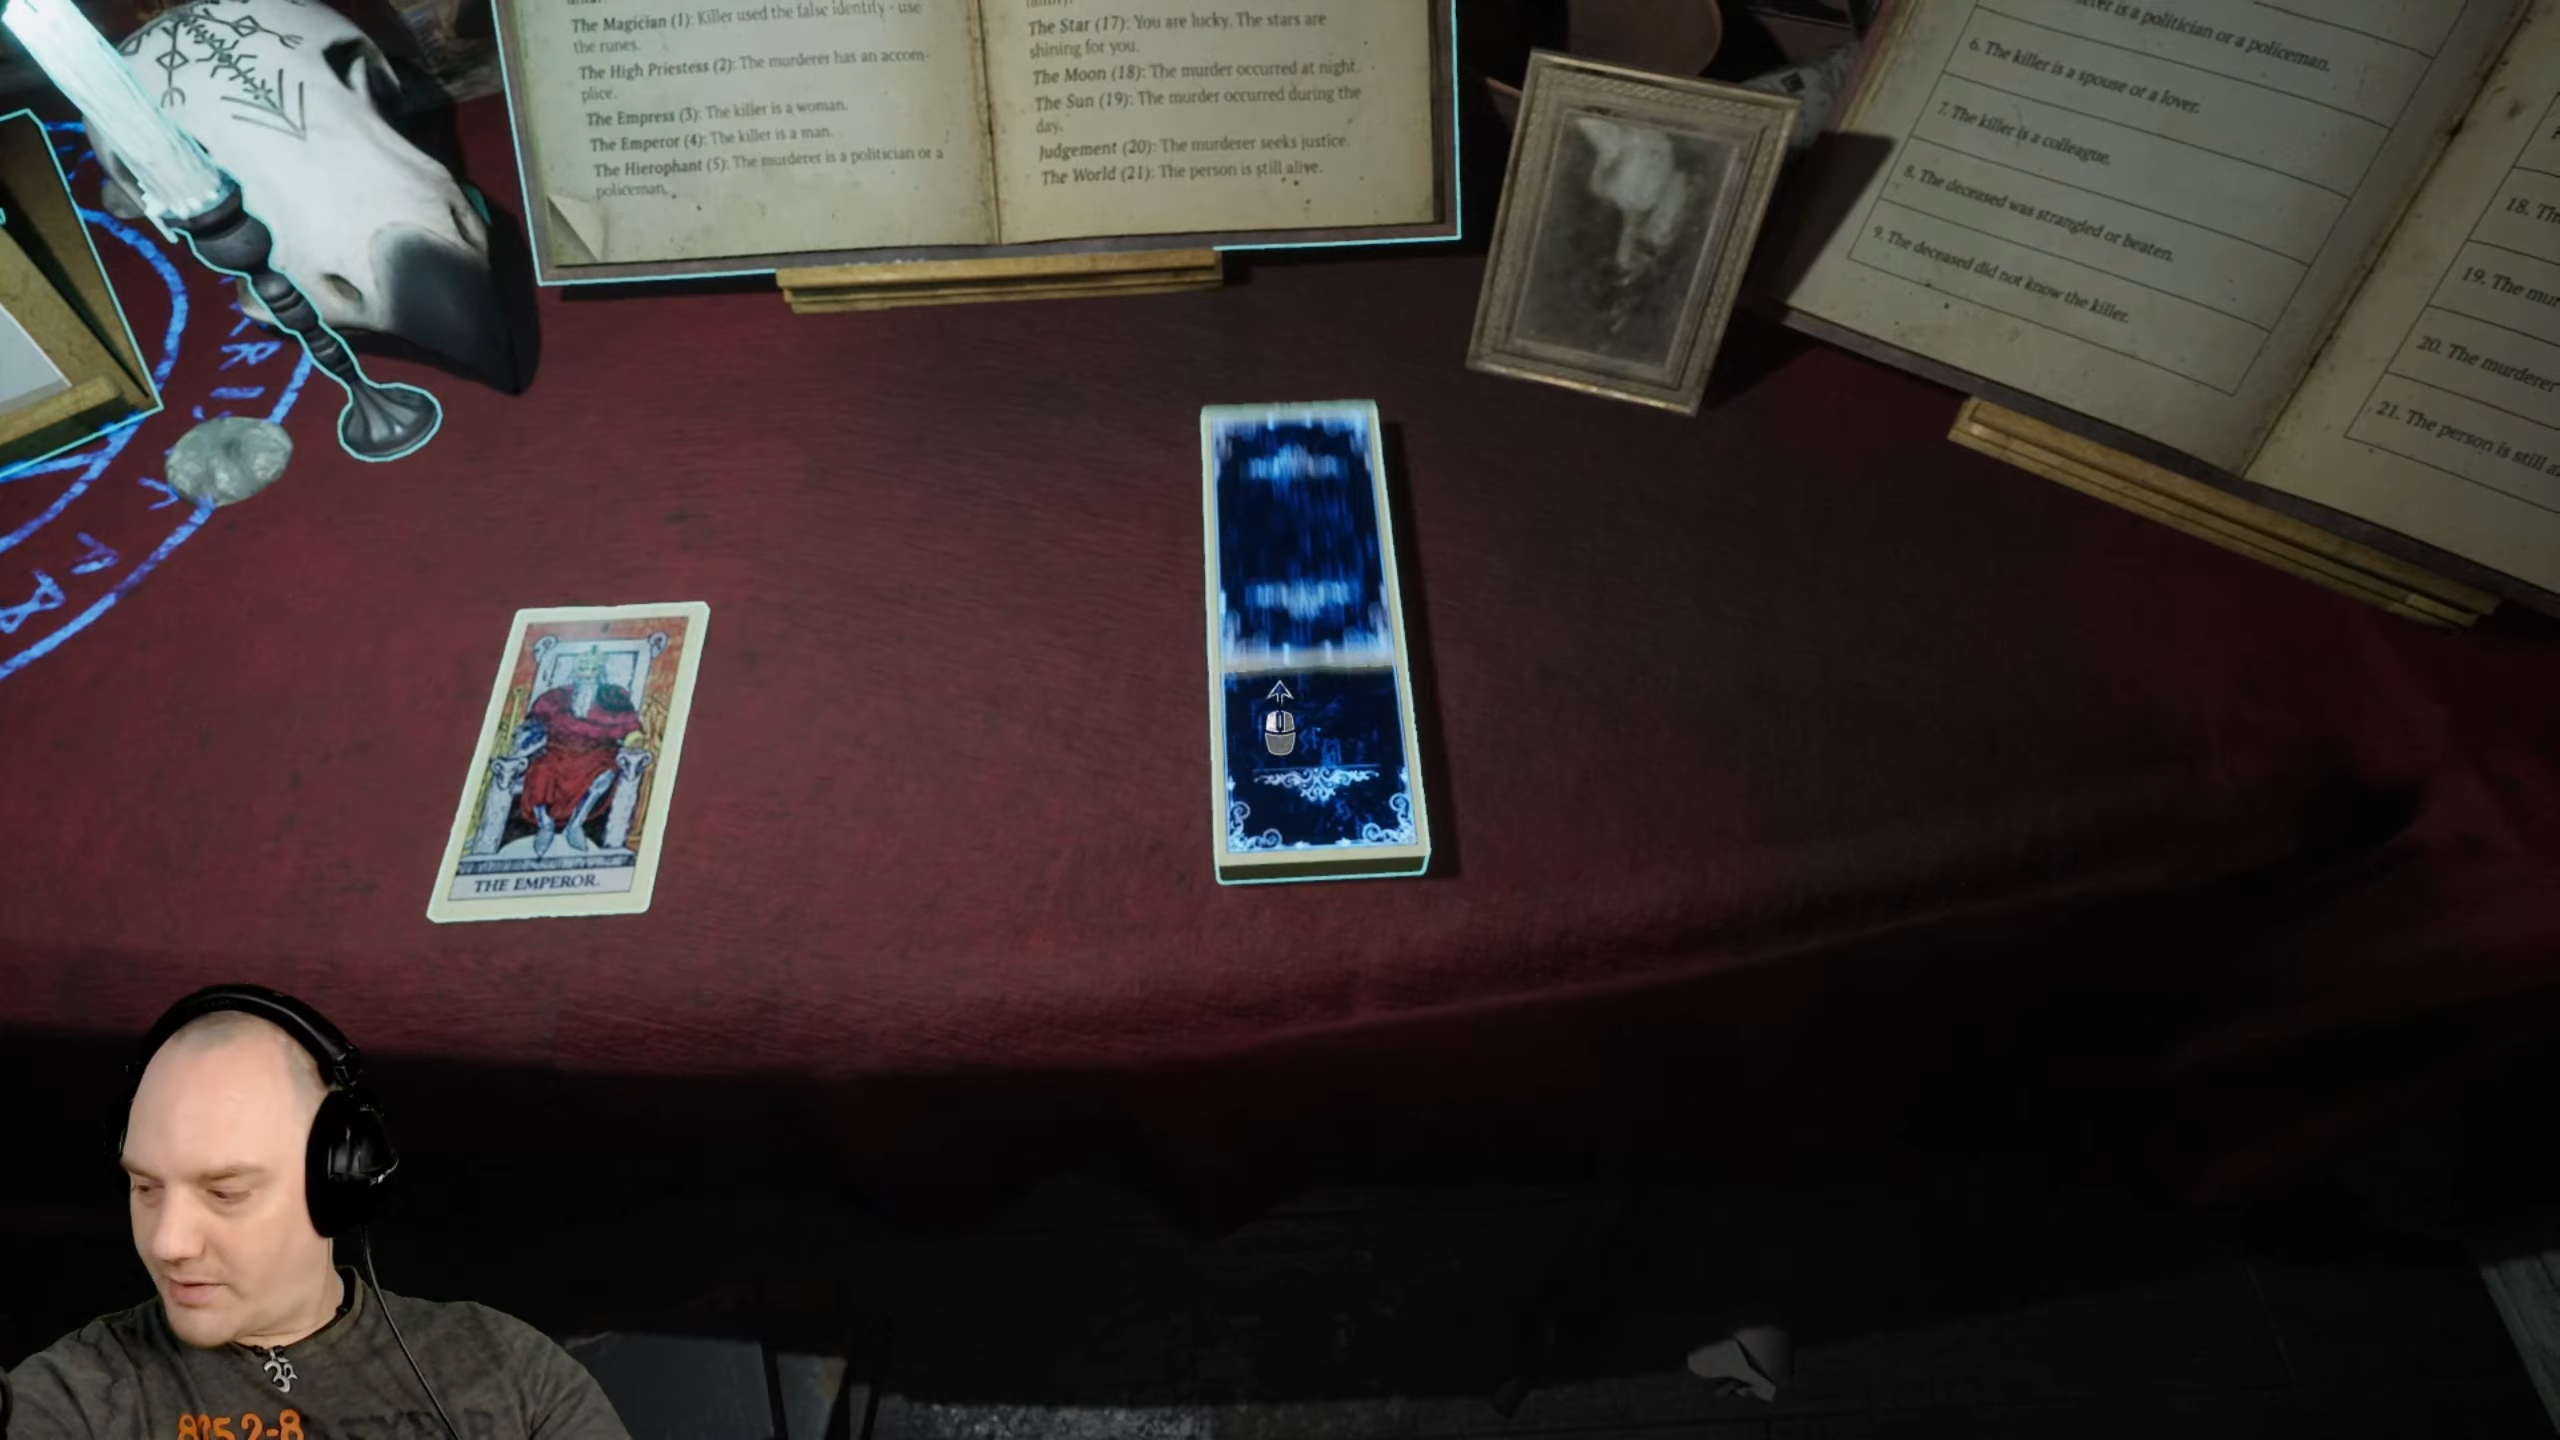 The Magician (1): Killer used the false identity - use
the runes.
The High Priestess (2): The murderer has an accom-
plice.
The Empress (3): The killer is a woman.
The Emperor (4): The killer is a man.
The Hierophant (5): The murderer is a politician or a
policeman.
The Star (17): You are lucky. The stars are
shining for you.
The Moon (18): The murder occurred at night.
The Sun (19): The murder occurred during the
day.
Judgement (20): The murderer seeks justice.
The World (21): The person is still alive.
is a politician or a policeman.
6. The killer is a spouse or a lover.
7. The killer is a colleague.
8. The deceased was strangled or beaten.
9. The deceased did not know the killer.
18. Th
19. The mur
20. The murderer
21. The person is still
THE EMPEROR.